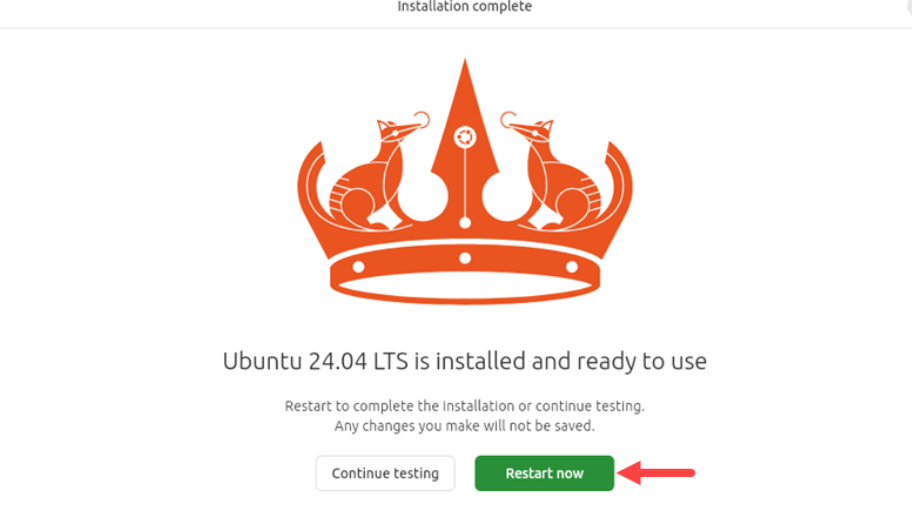 Installation complete
Ubuntu 24.04 LTS is installed and ready to use
Restart to complete the installation or continue testing.
Any changes you make will not be saved.
Continue testing
Restart now